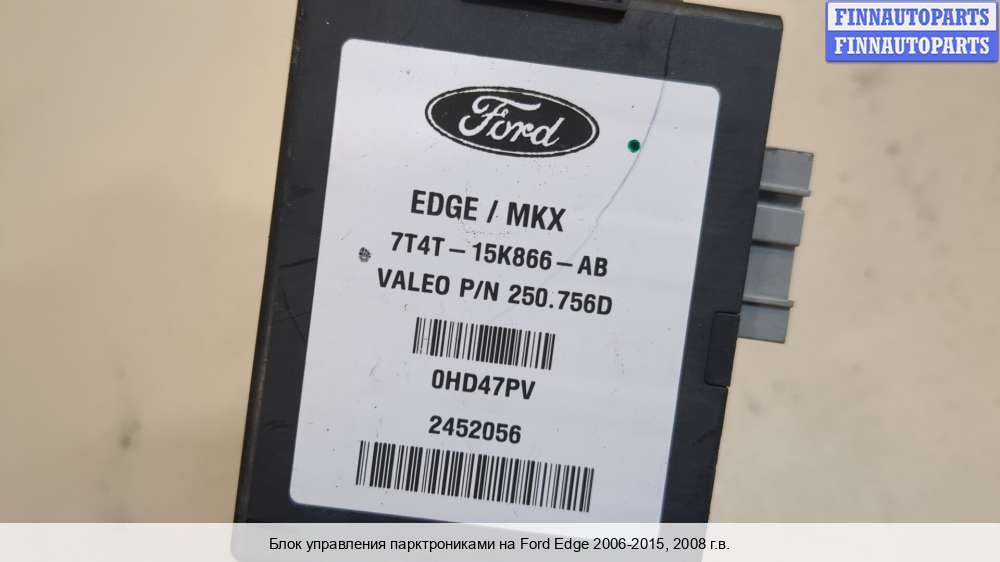 FINNAUTOPARTS
FINNAUTOPARTS
Ford
EDGE / MKX
7T4T-15K866-AB
VALEO P/N 250.756D
0HD47PV
2452056
Блок управления парктрониками на Ford Edge 2006-2015, 2008 г.в.